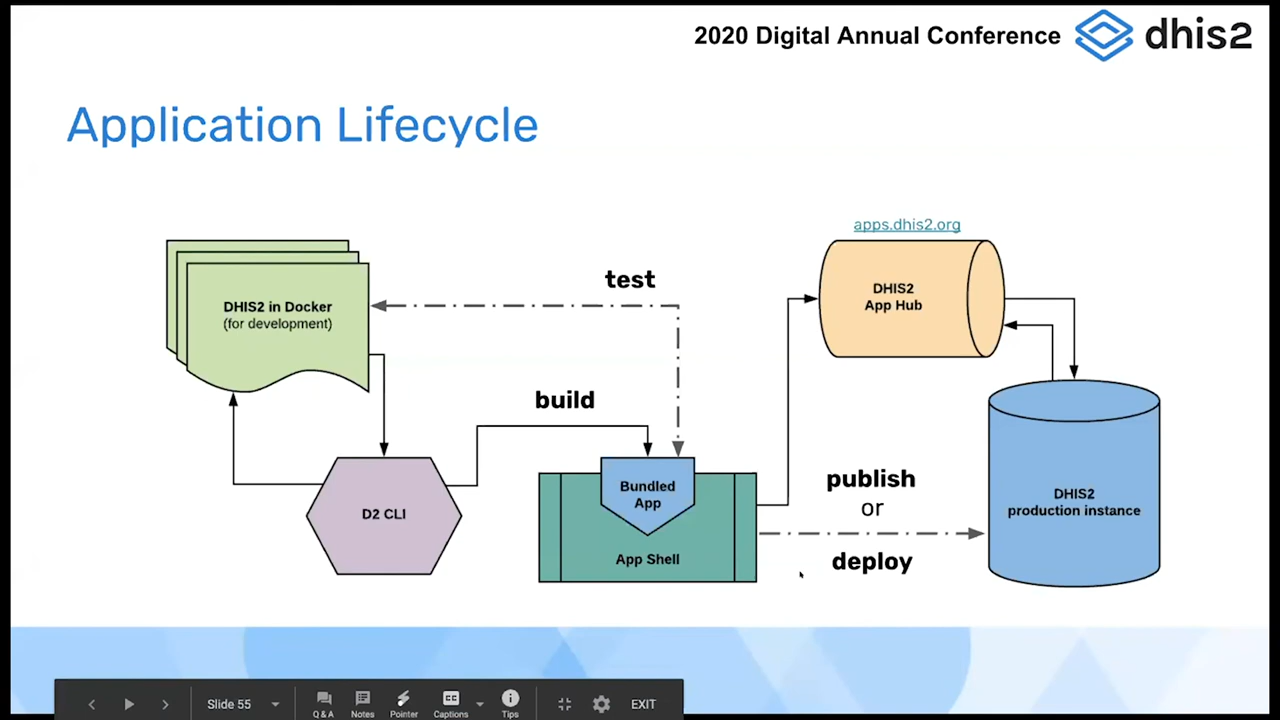 2020 Digital Annual Conference
dhis2
Application Lifecycle
apps.dhis2.org
test
DHIS2 in Docker
(for development)
DHIS2
App Hub
build
Bundled
App
publish
or
deploy
DHIS2
production instance
D2 CLI
App Shell
Slide 55
Q & A
Notes
Pointer
Captions
Tips
EXIT